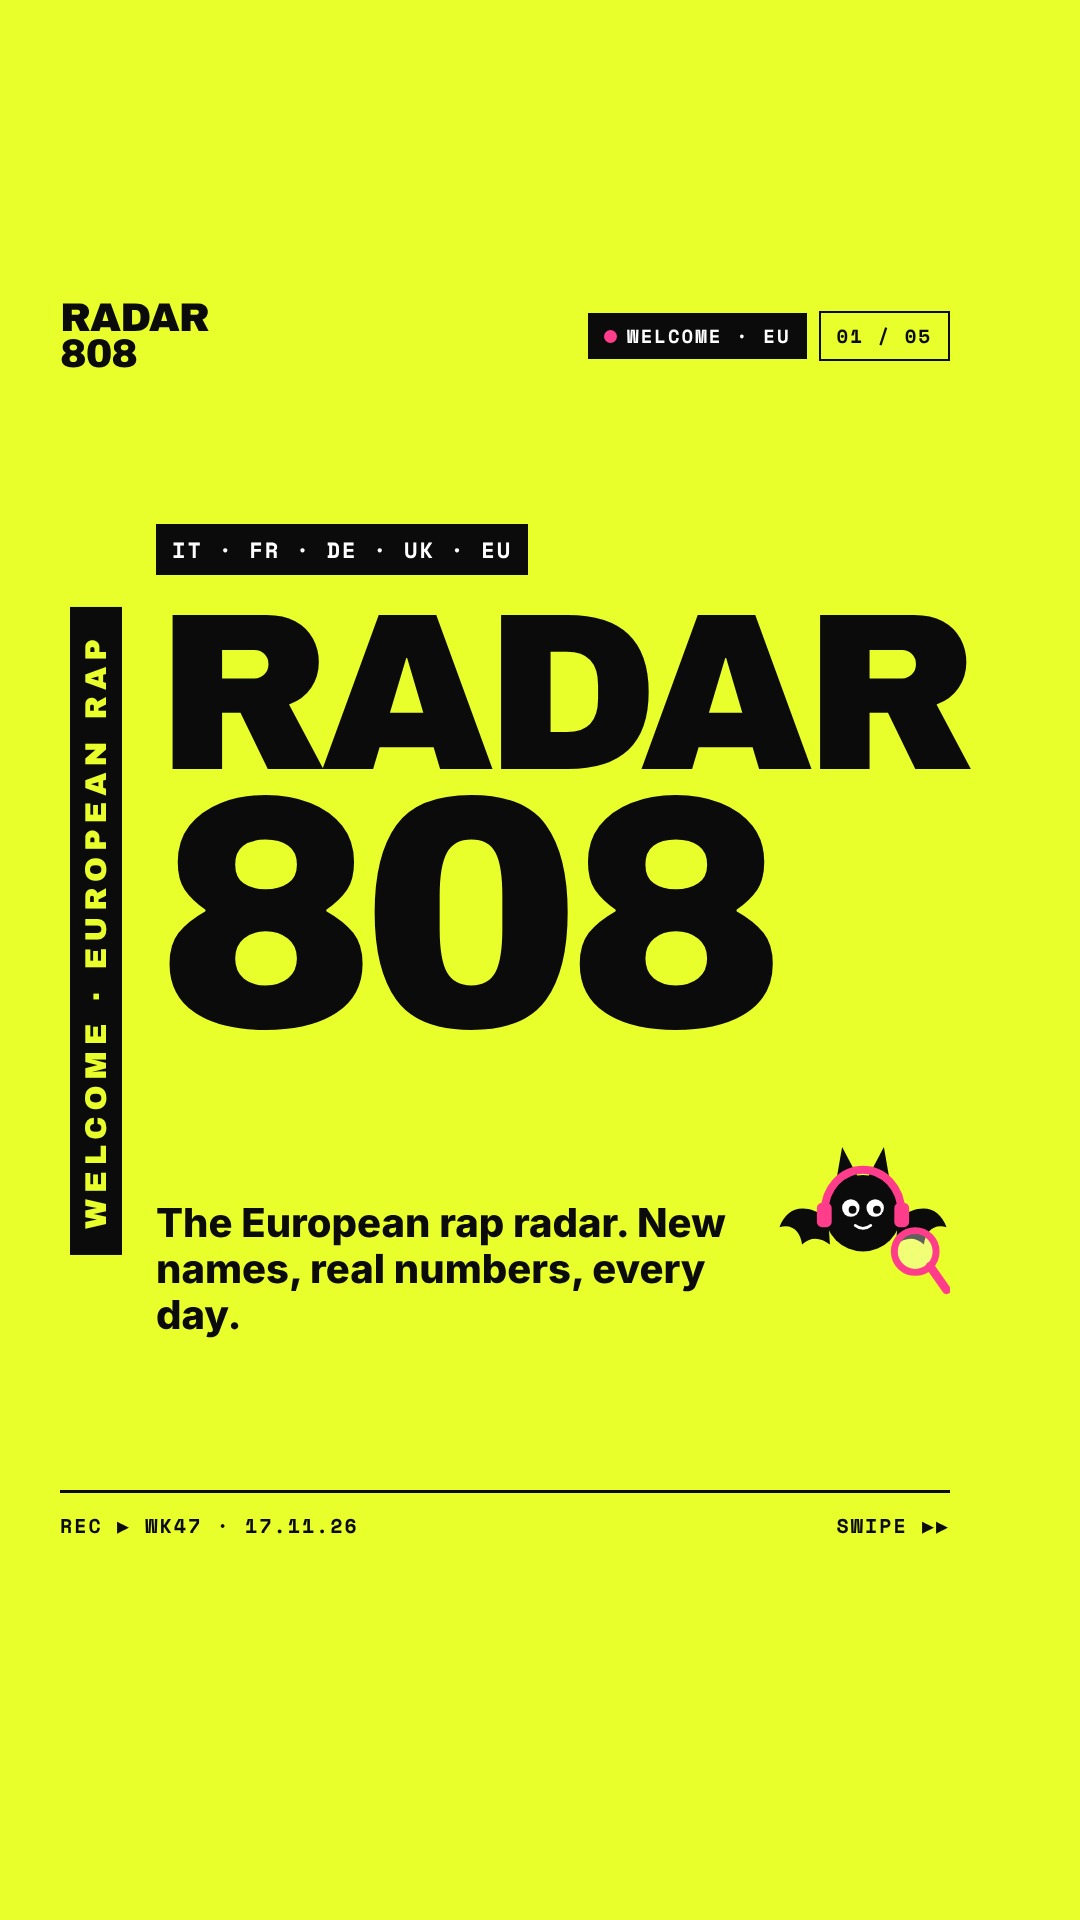 RADAR
808
WELCOME · EU
01 / 05
IT · FR · DE · UK · EU
WELCOME · EUROPEAN RAP
RADAR
808
The European rap radar. New
names, real numbers, every
day.
REC ▶ WK47 · 17.11.26
SWIPE ▶▶